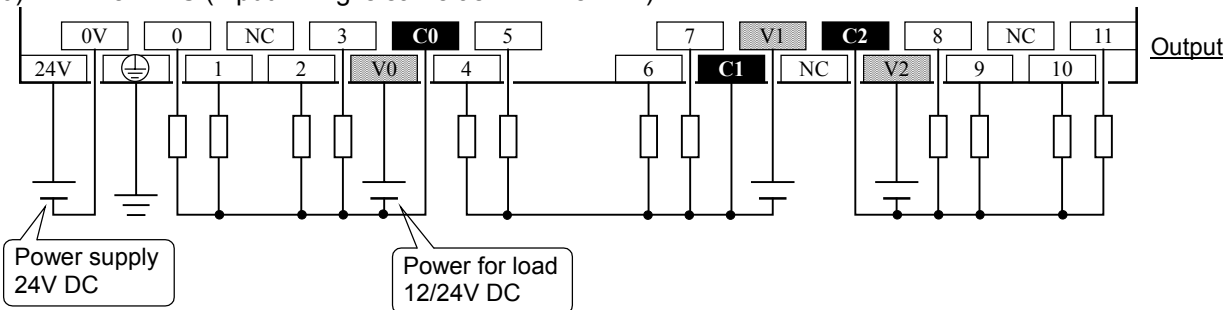 0V 0 NC 3 C0 5 7 V1 C2 8 NC 11
24V 1 2 V0 4 6 C1 NC V2 9 10
Output
Power supply
24V DC
Power for load
12/24V DC